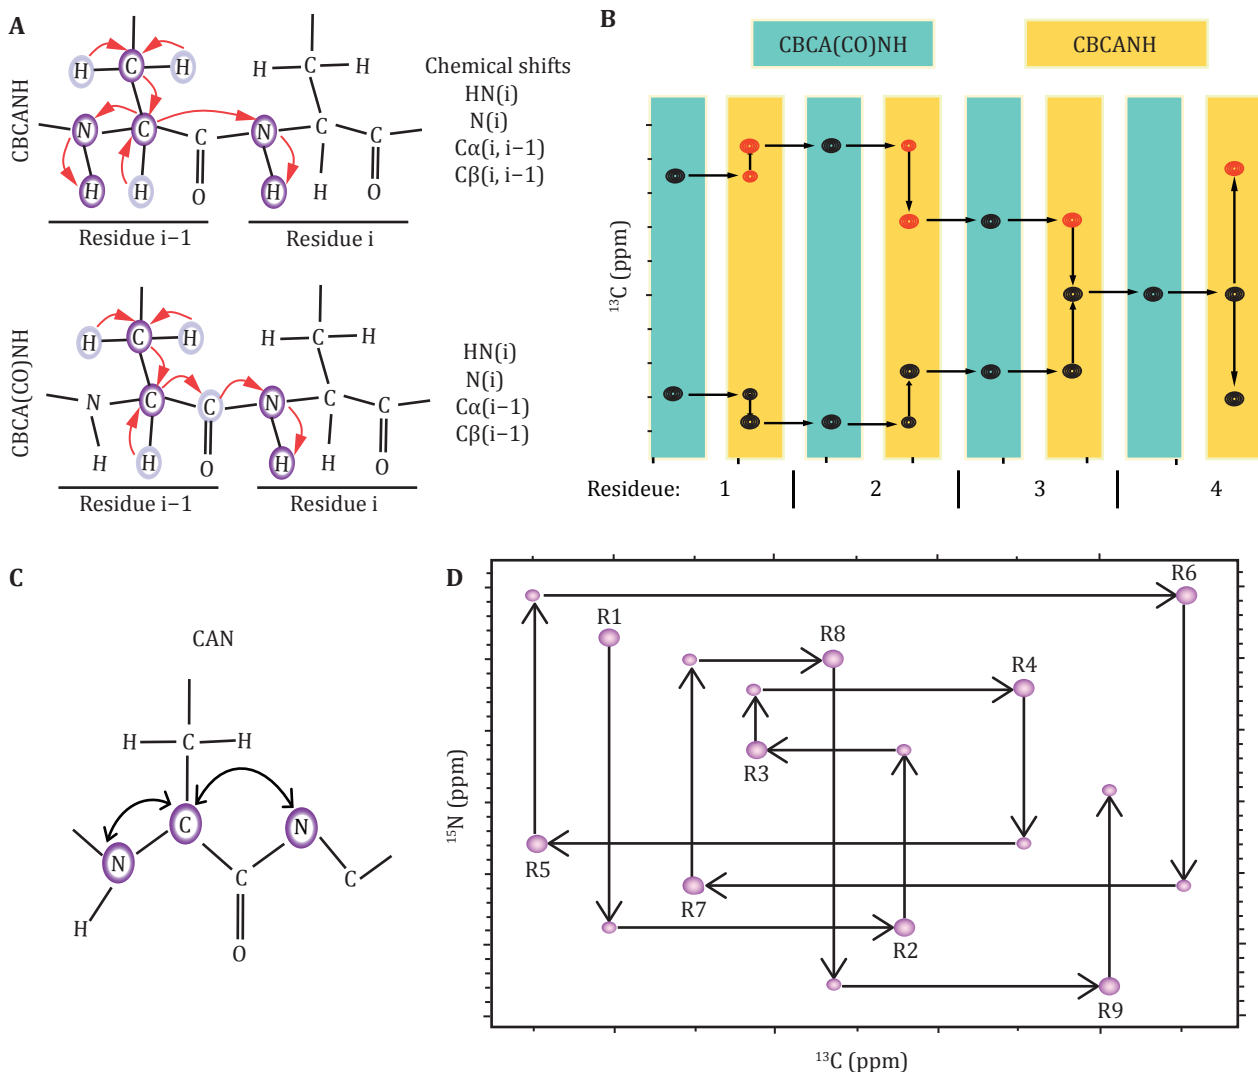 A
CBCANH
H C H H C H
N C C N C
H H O H H O
Residue i−1 Residue i
Chemical shifts
HN(i)
N(i)
Cα(i, i−1)
Cβ(i, i−1)
CBCA(CO)NH
H C H H C H
N C C N C C
H H O H H O
Residue i−1 Residue i
HN(i)
N(i)
Cα(i−1)
Cβ(i−1)
B
CBCA(CO)NH CBCANH
13C (ppm)
Resideue: 1 2 3 4
C
CAN
H C H
N C N
H C C
O
D
R6
R1
R8
R4
R3
R5
R7
R2
R9
15N (ppm)
13C (ppm)